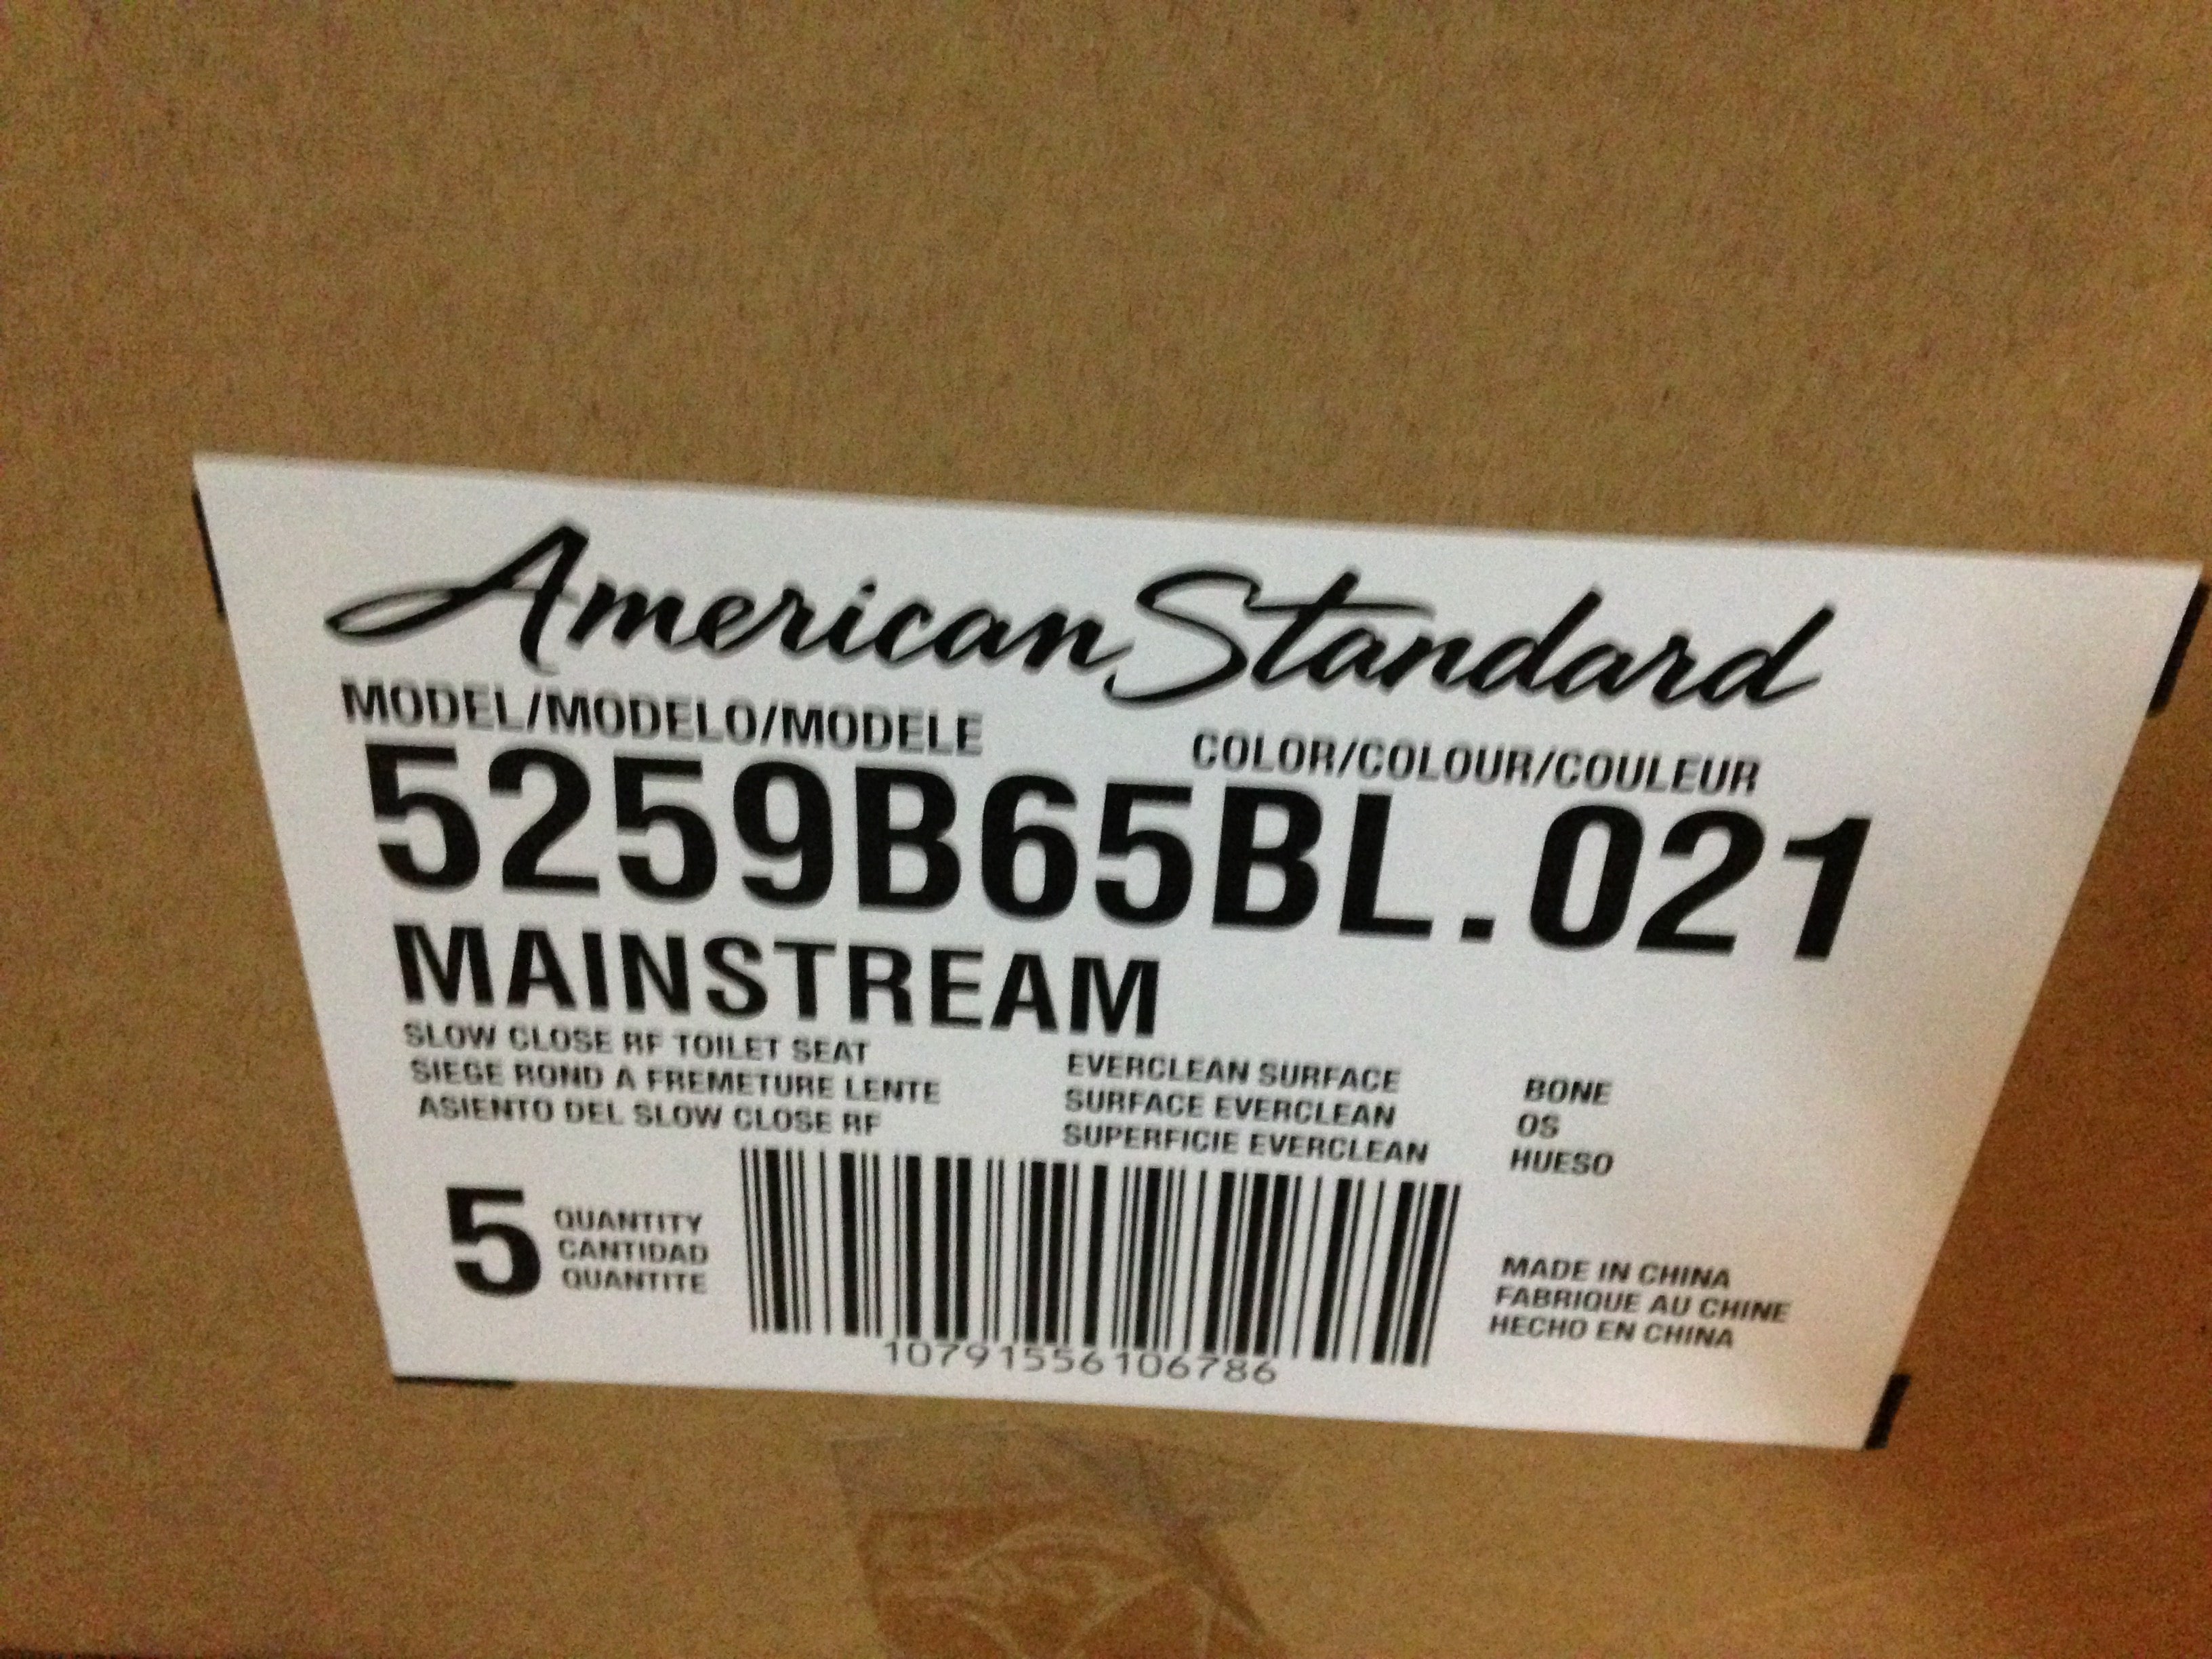 American Standard
MODEL/MODELO/MODELE COLOR/COLOUR/COULEUR
5259B65BL.021
MAINSTREAM
SLOW CLOSE RF TOILET SEAT
SIEGE ROND A FREMETURE LENTE
ASIENTO DEL SLOW CLOSE RF
EVERCLEAN SURFACE
SURFACE EVERCLEAN
SUPERFICIE EVERCLEAN
BONE
OS
HUESO
5
QUANTITY
CANTIDAD
QUANTITE
10791556106786
MADE IN CHINA
FABRIQUE AU CHINE
HECHO EN CHINA